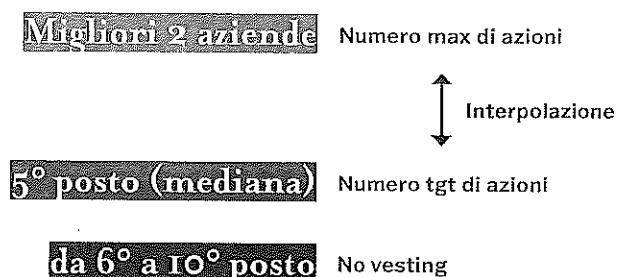 Migliori 2 aziende Numero max di azioni
Interpolazione
5° posto (mediana) Numero tgt di azioni
da 6° a 10° posto No vesting